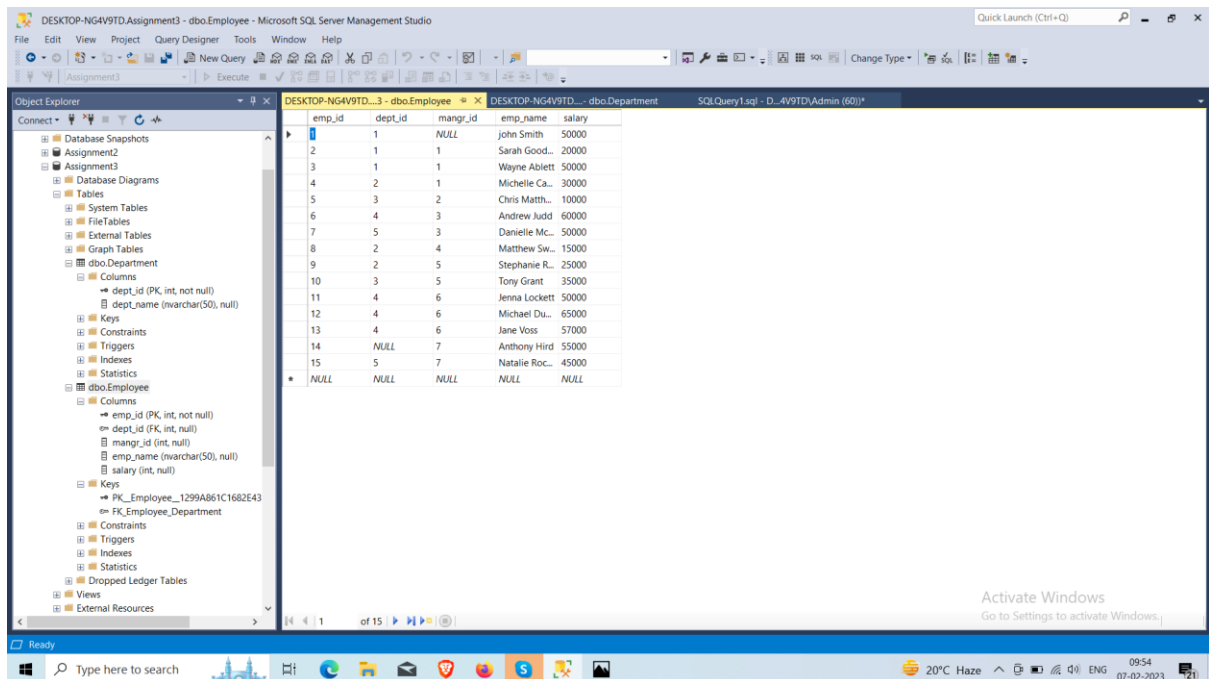 DESKTOP-NG4V9TD.Assignment3 - dbo.Employee - Microsoft SQL Server Management Studio
Quick Launch (Ctrl+Q)
File Edit View Project Query Designer Tools Window Help
New Query
Change Type
Assignment3 Execute
Object Explorer
Connect
Database Snapshots
Assignment2
Assignment3
Database Diagrams
Tables
System Tables
FileTables
External Tables
Graph Tables
dbo.Department
Columns
dept_id (PK, int, not null)
dept_name (nvarchar(50), null)
Keys
Constraints
Triggers
Indexes
Statistics
dbo.Employee
Columns
emp_id (PK, int, not null)
dept_id (FK, int, null)
mangr_id (int, null)
emp_name (nvarchar(50), null)
salary (int, null)
Keys
PK__Employee__1299A861C1682E43
FK_Employee_Department
Constraints
Triggers
Indexes
Statistics
Dropped Ledger Tables
Views
External Resources
DESKTOP-NG4V9TD....3 - dbo.Employee DESKTOP-NG4V9TD....- dbo.Department SQLQuery1.sql - D...4V9TD\Admin (60))*
emp_id dept_id mangr_id emp_name salary
1 1 NULL john Smith 50000
2 1 1 Sarah Good... 20000
3 1 1 Wayne Ablett 50000
4 2 1 Michelle Ca... 30000
5 3 2 Chris Matth... 10000
6 4 3 Andrew Judd 60000
7 5 3 Danielle Mc... 50000
8 2 4 Matthew Sw... 15000
9 2 5 Stephanie R... 25000
10 3 5 Tony Grant 35000
11 4 6 Jenna Lockett 50000
12 4 6 Michael Du... 65000
13 4 6 Jane Voss 57000
14 NULL 7 Anthony Hird 55000
15 5 7 Natalie Roc... 45000
* NULL NULL NULL NULL NULL
1 of 15
Activate Windows
Go to Settings to activate Windows.
Ready
Type here to search
20°C Haze ENG 09:54
07-02-2023
21